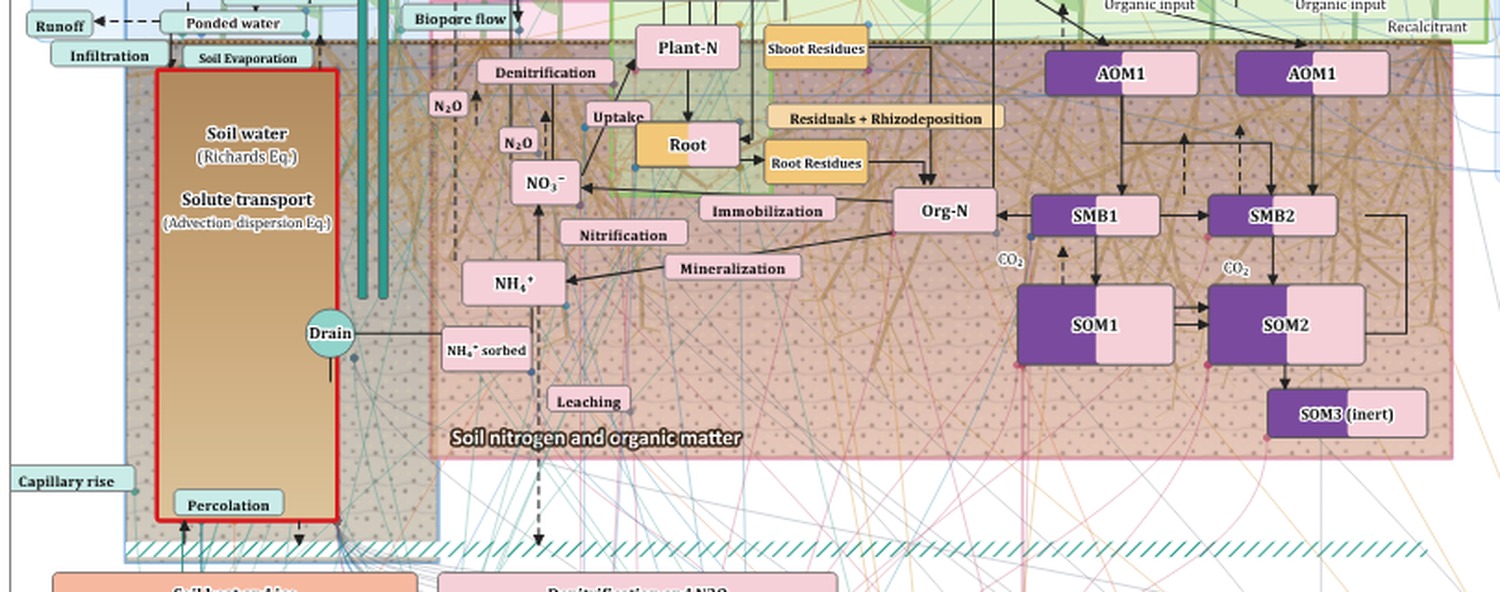 Organic input
Organic input
Runoff
Ponded water
Biopore flow
Recalcitrant
Infiltration
Soil Evaporation
Plant-N
Shoot Residues
Denitrification
AOM1
AOM1
N₂O
Uptake
Residuals + Rhizodeposition
Soil water
(Richards Eq.)
N₂O
Root
Root Residues
NO₃⁻
Solute transport
(Advection-dispersion Eq.)
Immobilization
Org-N
SMB1
SMB2
Nitrification
CO₂
CO₂
Mineralization
NH₄⁺
Drain
SOM1
SOM2
NH₄⁺ sorbed
Leaching
SOM3 (inert)
Soil nitrogen and organic matter
Capillary rise
Percolation